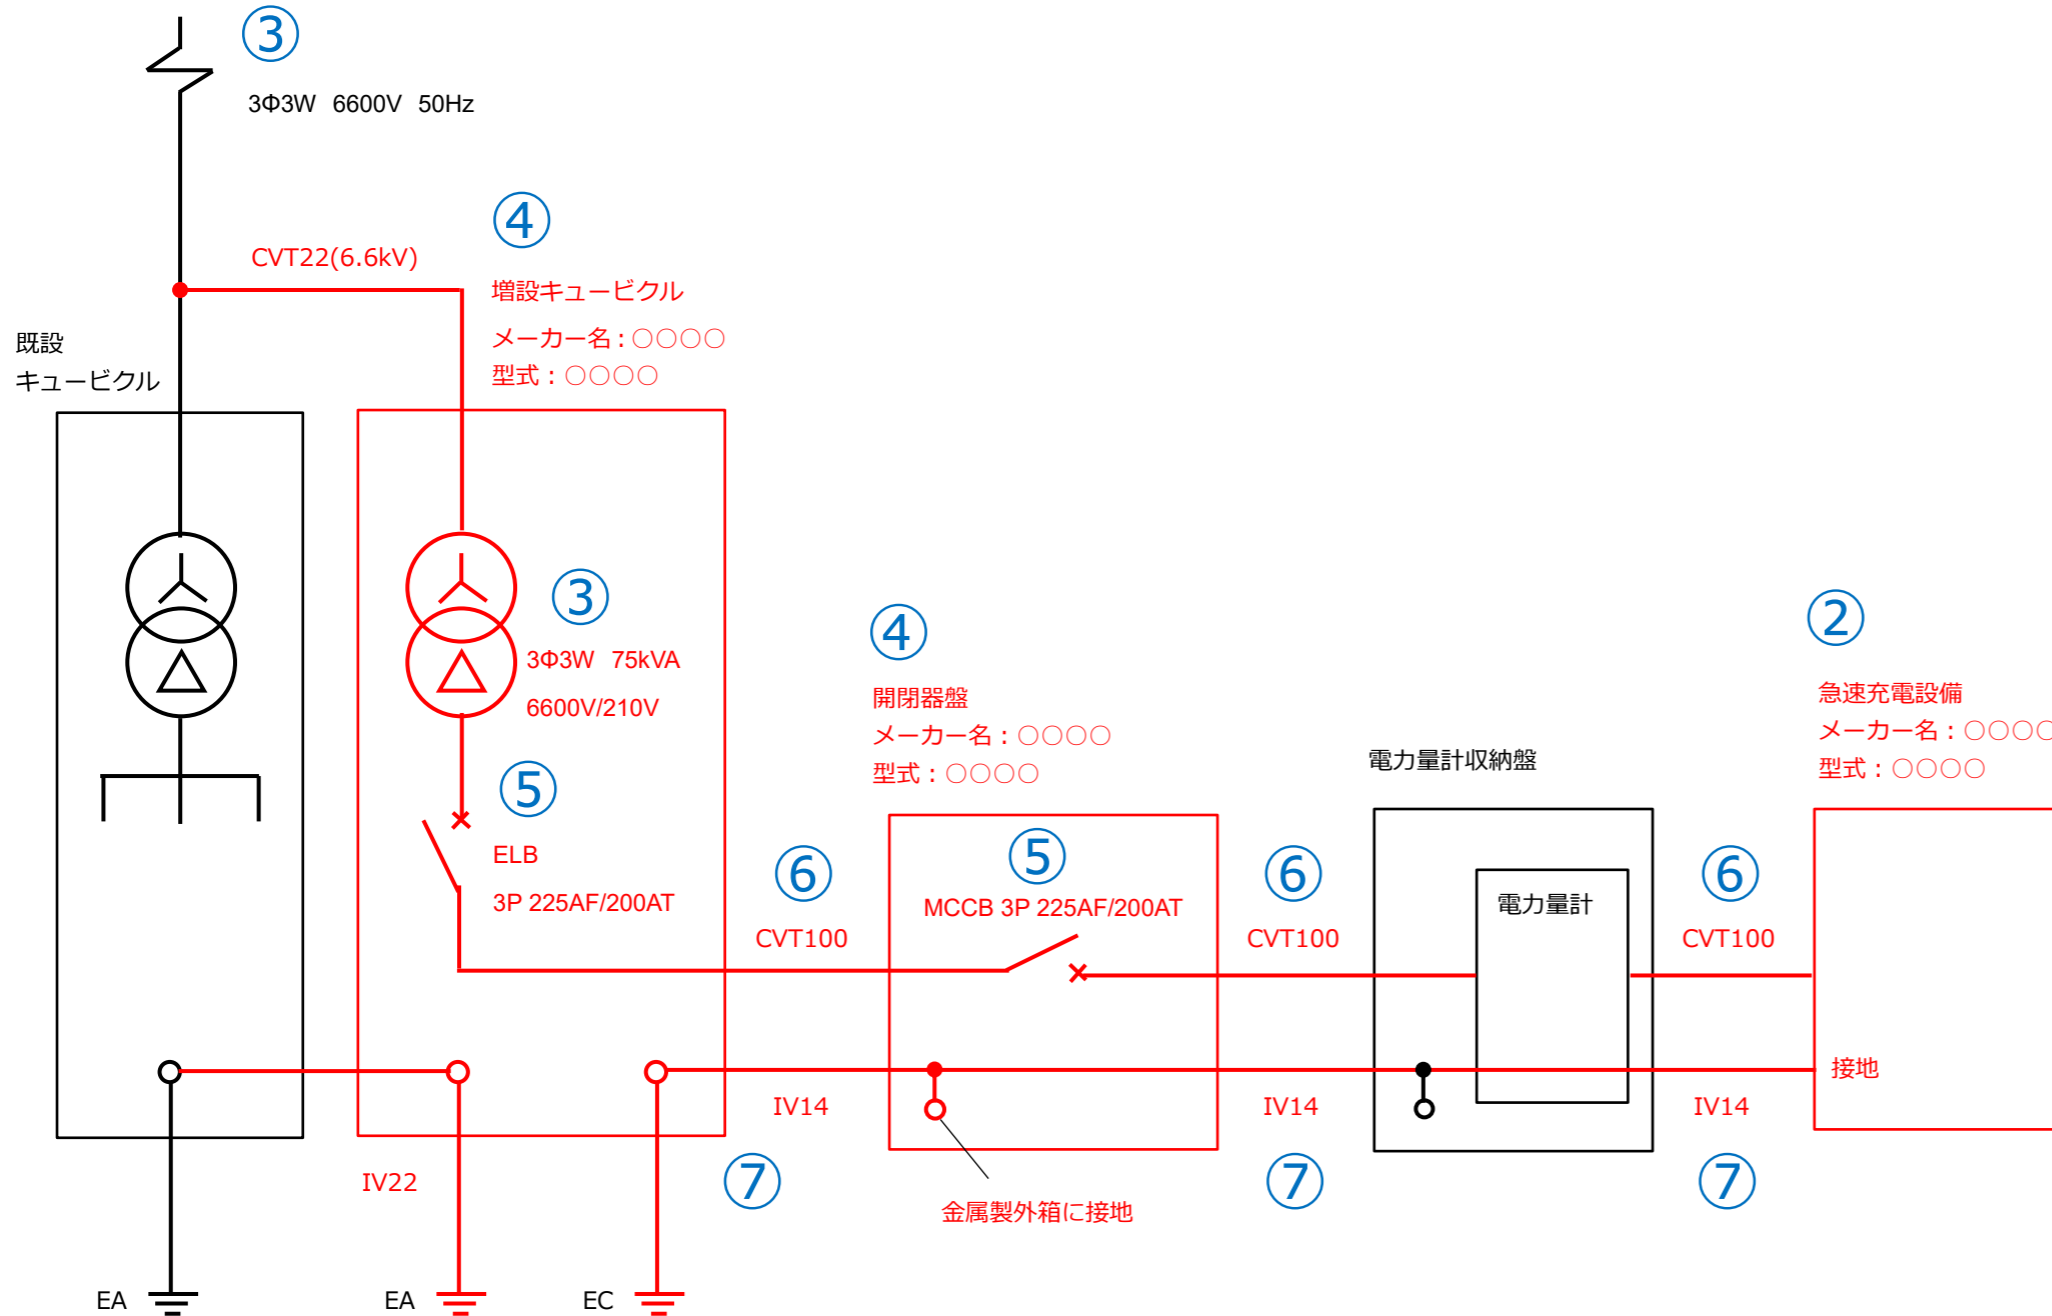 ③
3Φ3W 6600V 50Hz
④
CVT22(6.6kV)
増設キュービクル
メーカー名：○○○○
型式：○○○○
既設
キュービクル
③
3Φ3W 75kVA
6600V/210V
⑤
ELB
3P 225AF/200AT
④
開閉器盤
メーカー名：○○○○
型式：○○○○
⑤
MCCB 3P 225AF/200AT
電力量計収納盤
電力量計
②
急速充電設備
メーカー名：○○○○
型式：○○○○
⑥
CVT100
⑥
CVT100
⑥
CVT100
接地
IV14
IV14
IV14
⑦
⑦
⑦
IV22
金属製外箱に接地
EA
EA
EC